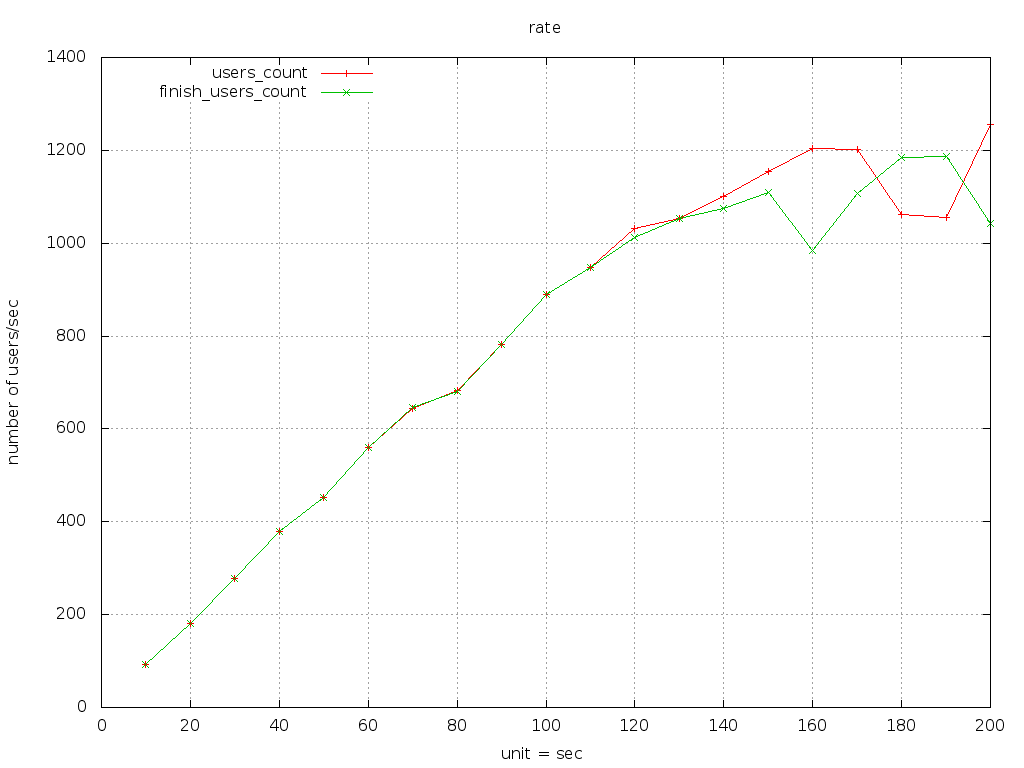 rate
1400
1200
1000
800
600
400
200
0
users_count
finish_users_count
number of users/sec
0 20 40 60 80 100 120 140 160 180 200
unit = sec